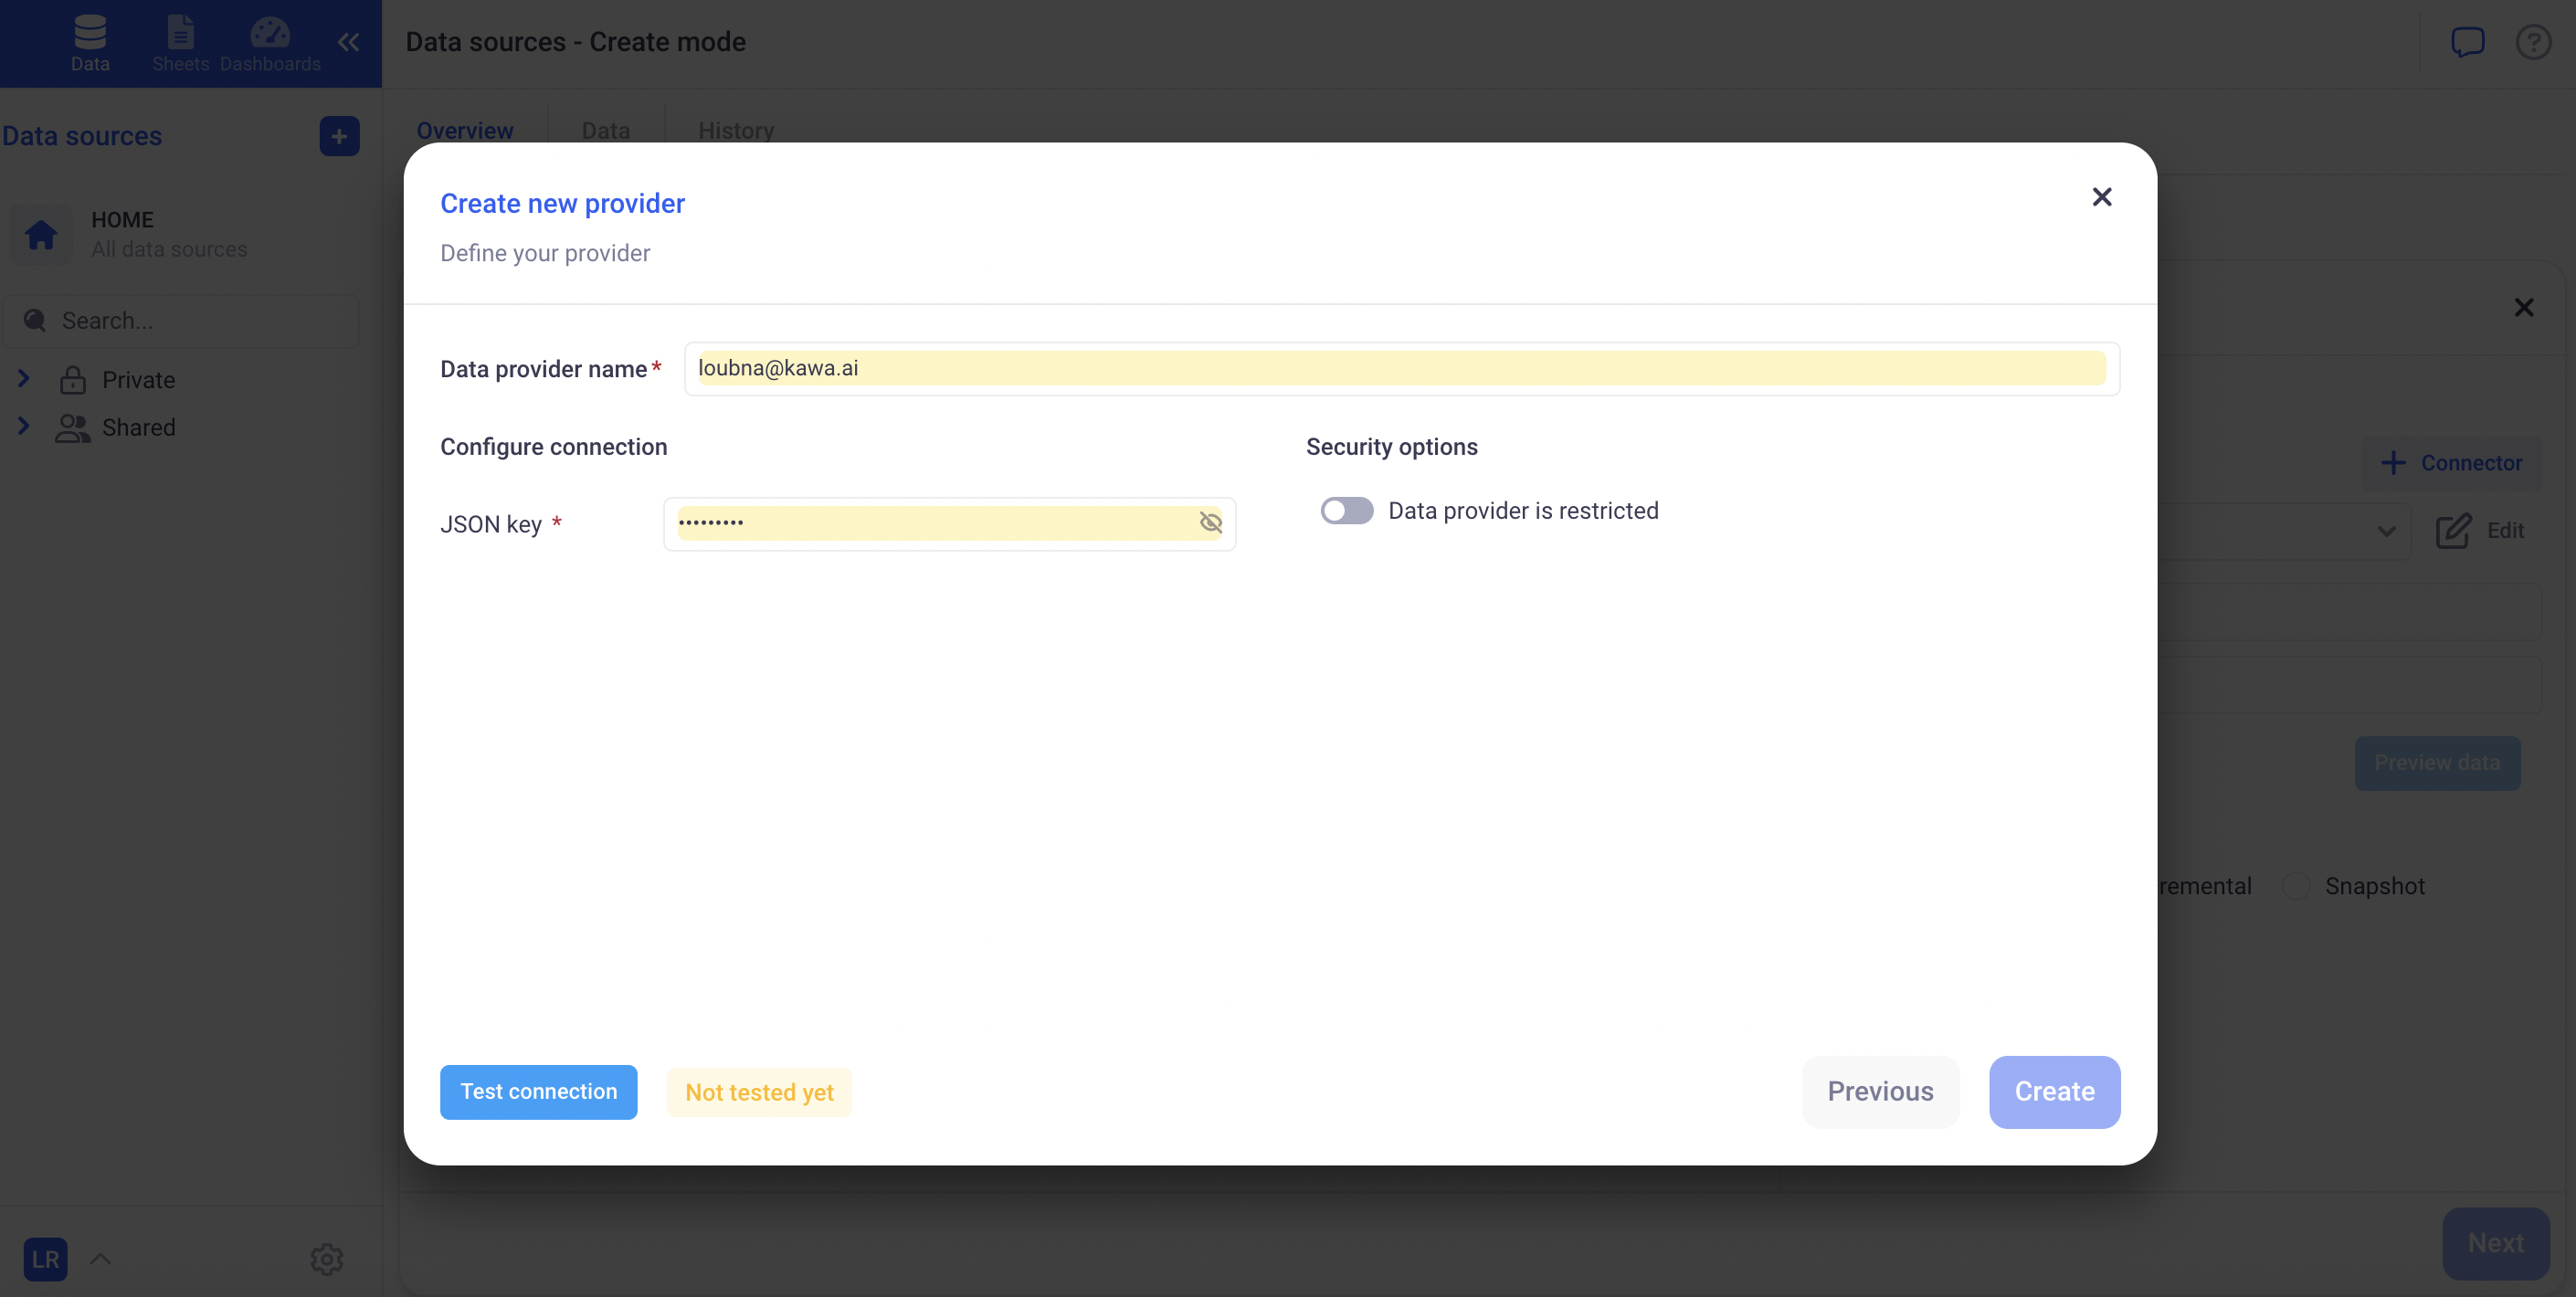 Data
Sheets
Dashboards
Data sources - Create mode
?
Data sources
+
Overview
Data
History
HOME
All data sources
Search...
Private
Shared
Create new provider
Define your provider
Data provider name *
loubna@kawa.ai
Configure connection
Security options
JSON key *
•••••••••
Data provider is restricted
Connector
Edit
Preview data
remental
Snapshot
Test connection
Not tested yet
Previous
Create
LR
Next